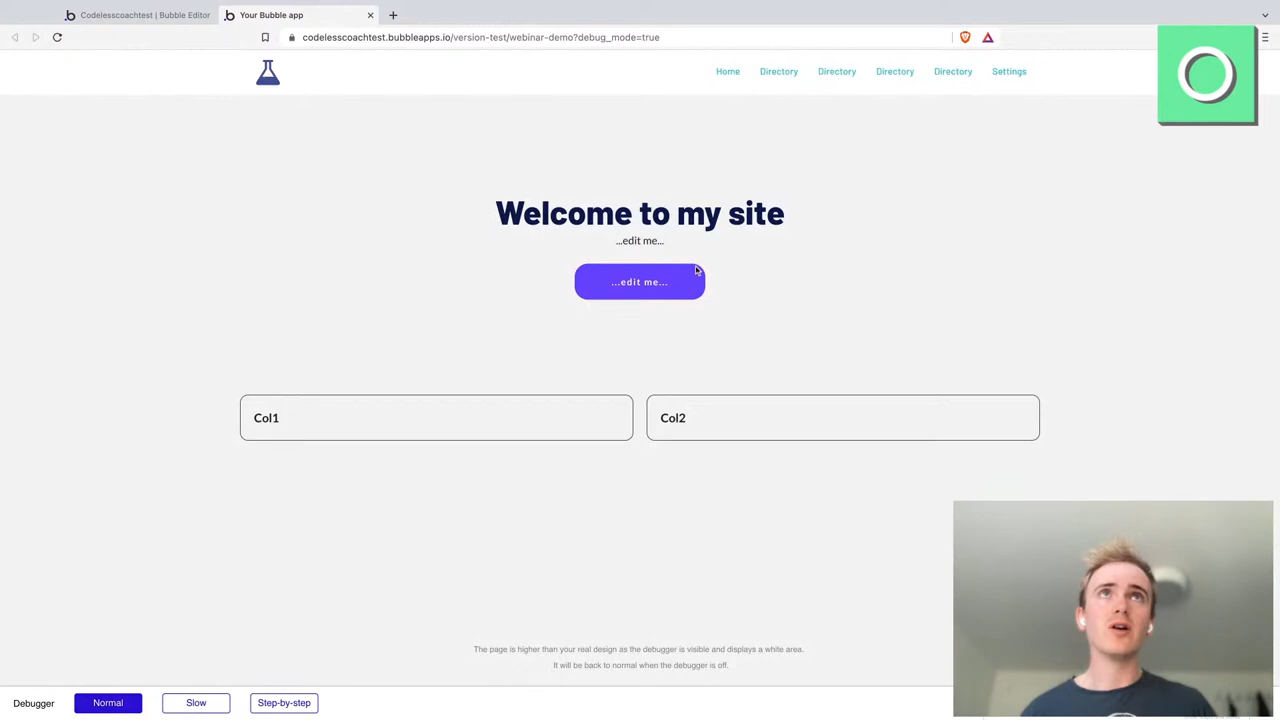 Codelesscoachtest | Bubble Editor
Your Bubble app
codelesscoachtest.bubbleapps.io/version-test/webinar-demo?debug_mode=true
Home Directory Directory Directory Directory Settings
Welcome to my site
...edit me...
...edit me...
Col1 Col2
The page is higher than your real design as the debugger is visible and displays a white area.
It will be back to normal when the debugger is off.
Debugger Normal Slow Step-by-step